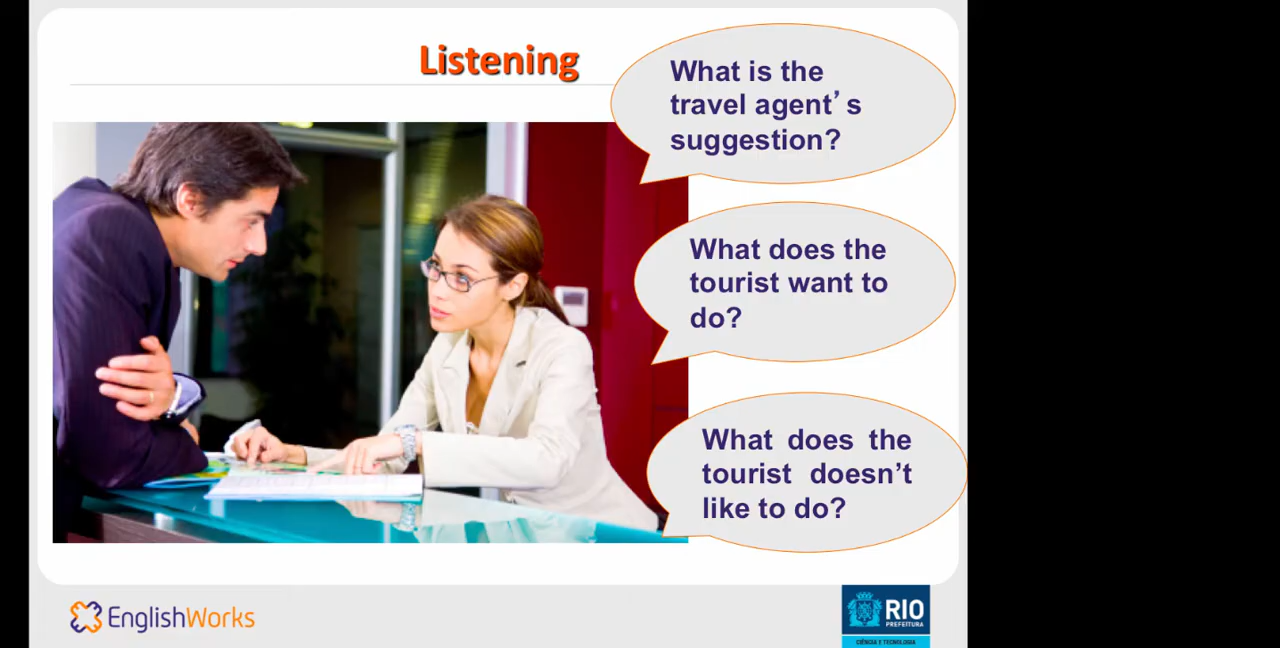 Listening
What is the
travel agent’s
suggestion?
What does the
tourist want to
do?
What does the
tourist doesn’t
like to do?
EnglishWorks
RIO
PREFEITURA
CIÊNCIA E TECNOLOGIA